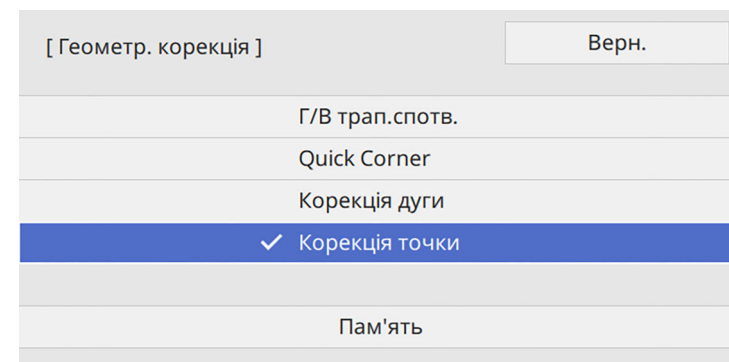 [ Геометр. корекція ]
Верн.
Г/В трап.спотв.
Quick Corner
Корекція дуги
Корекція точки
Пам'ять